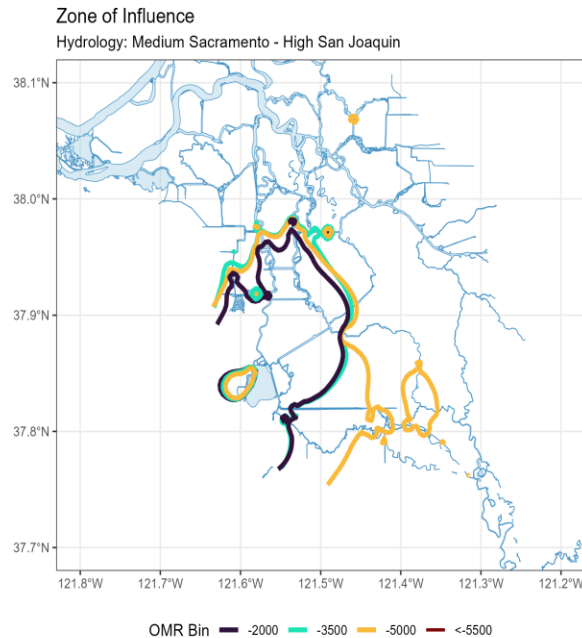 Zone of Influence
Hydrology: Medium Sacramento - High San Joaquin
38.1°N
38.0°N
37.9°N
37.8°N
37.7°N
121.8°W 121.7°W 121.6°W 121.5°W 121.4°W 121.3°W 121.2°W
OMR Bin -2000 -3500 -5000 <-5500